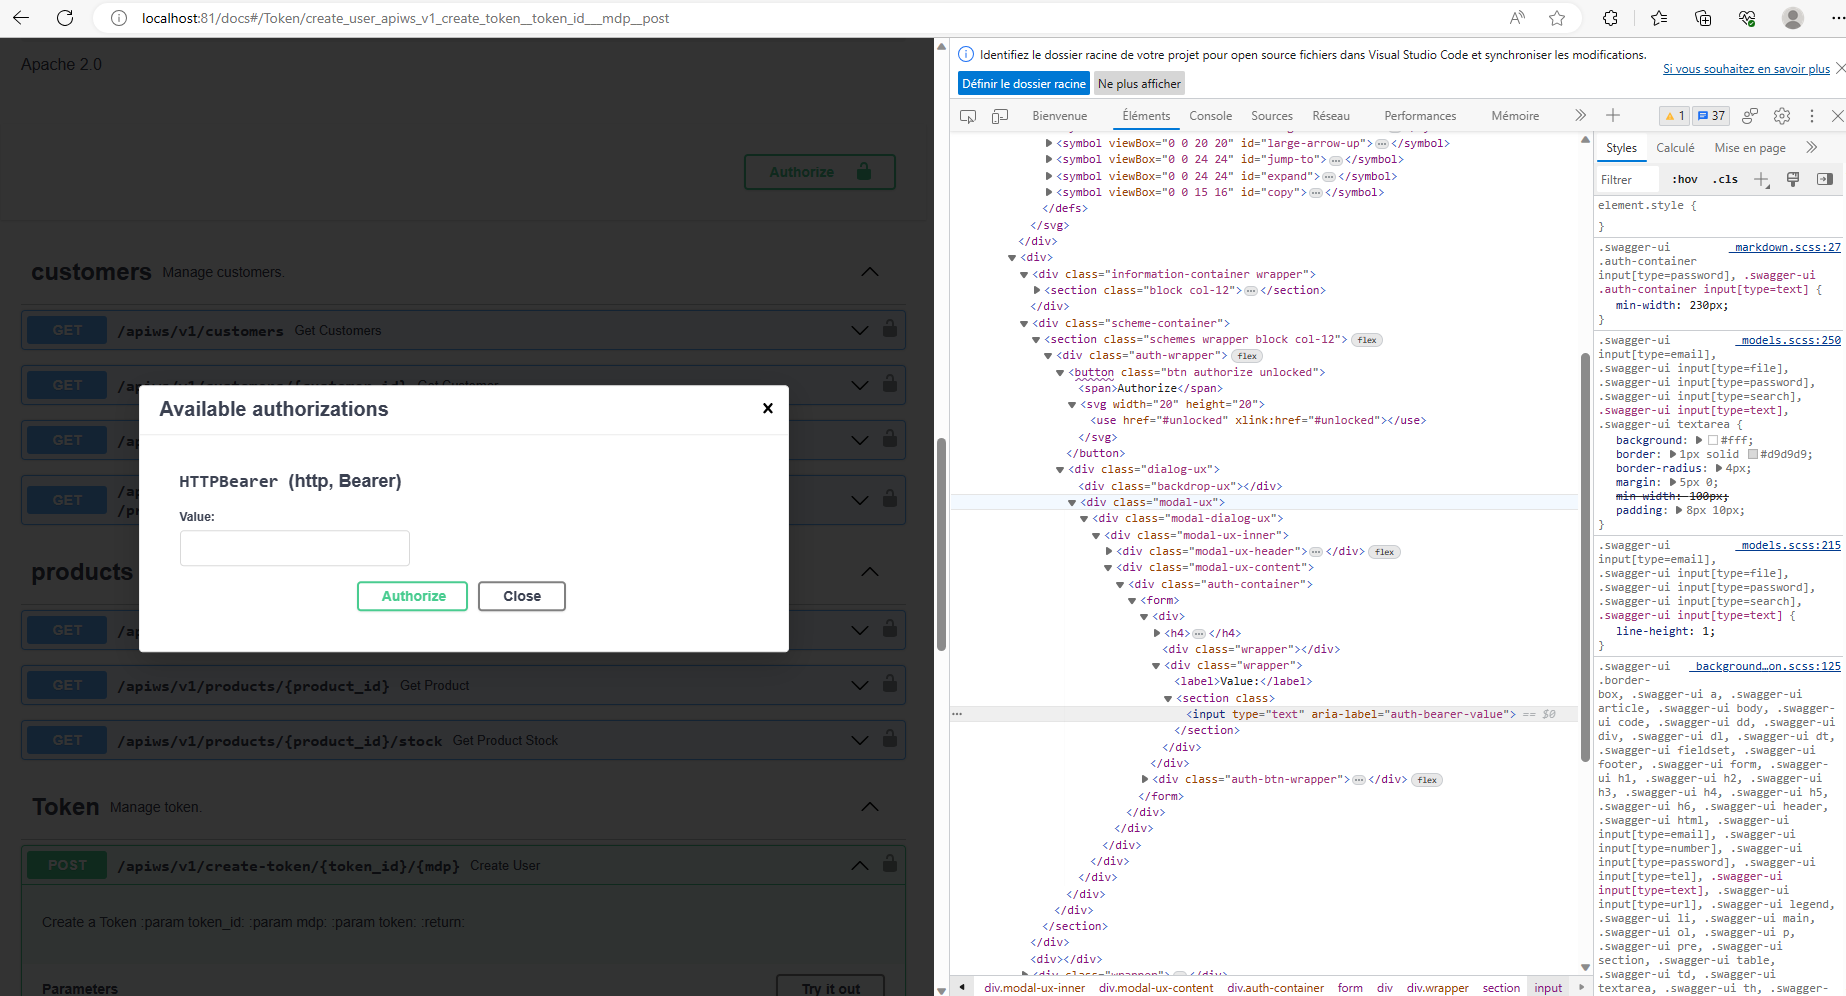 localhost:81/docs#/Token/create_user_apiws_v1_create_token__token_id___mdp__post
Apache 2.0
Authorize
customers Manage customers.
GET /apiws/v1/customers Get Customers
GET /apiws/v1/customers/{customer_id} Get Customer
GET /ap
GET /ap
/pr
Available authorizations
HTTPBearer (http, Bearer)
Value:
Authorize Close
products
GET /ap
GET /apiws/v1/products/{product_id} Get Product
GET /apiws/v1/products/{product_id}/stock Get Product Stock
Token Manage token.
POST /apiws/v1/create-token/{token_id}/{mdp} Create User
Create a Token :param token_id: :param mdp: :param token: :return:
Parameters Try it out
Identifiez le dossier racine de votre projet pour open source fichiers dans Visual Studio Code et synchroniser les modifications.
Si vous souhaitez en savoir plus
Définir le dossier racine Ne plus afficher
Bienvenue Éléments Console Sources Réseau Performances Mémoire 1 37
<symbol viewBox="0 0 20 20" id="large-arrow-up"> </symbol>
<symbol viewBox="0 0 24 24" id="jump-to"> </symbol>
<symbol viewBox="0 0 24 24" id="expand"> </symbol>
<symbol viewBox="0 0 15 16" id="copy"> </symbol>
</defs>
</svg>
</div>
<div>
<div class="information-container wrapper">
<section class="block col-12"> </section>
</div>
<div class="scheme-container">
<section class="schemes wrapper block col-12"> flex
<div class="auth-wrapper"> flex
<button class="btn authorize unlocked">
<span>Authorize</span>
<svg width="20" height="20">
<use href="#unlocked" xlink:href="#unlocked"></use>
</svg>
</button>
<div class="dialog-ux">
<div class="backdrop-ux"></div>
<div class="modal-ux">
<div class="modal-dialog-ux">
<div class="modal-ux-inner">
<div class="modal-ux-header"> </div> flex
<div class="modal-ux-content">
<div class="auth-container">
<form>
<div>
<h4> </h4>
<div class="wrapper"></div>
<div class="wrapper">
<label>Value:</label>
<section class>
<input type="text" aria-label="auth-bearer-value"> == $0
</section>
</div>
</div>
<div class="auth-btn-wrapper"> </div> flex
</form>
</div>
</div>
</div>
</div>
</div>
</div>
</div>
</section>
</div>
<div></div>
<div class="wrapper"> </div>
div.modal-ux-inner div.modal-ux-content div.auth-container form div div.wrapper section input
Styles Calculé Mise en page
Filtrer :hov .cls
element.style {
}
.swagger-ui _markdown.scss:27
.auth-container
input[type=password], .swagger-ui
.auth-container input[type=text] {
min-width: 230px;
}
.swagger-ui _models.scss:250
input[type=email],
.swagger-ui input[type=file],
.swagger-ui input[type=password],
.swagger-ui input[type=search],
.swagger-ui input[type=text],
.swagger-ui textarea {
background: #fff;
border: 1px solid #d9d9d9;
border-radius: 4px;
margin: 5px 0;
min-width: 100px;
padding: 8px 10px;
}
.swagger-ui _models.scss:215
input[type=email],
.swagger-ui input[type=file],
.swagger-ui input[type=password],
.swagger-ui input[type=search],
.swagger-ui input[type=text] {
line-height: 1;
}
.swagger-ui _background…on.scss:125
.border-
box, .swagger-ui a, .swagger-ui
article, .swagger-ui body, .swagger-
ui code, .swagger-ui dd, .swagger-ui
div, .swagger-ui dl, .swagger-ui dt,
.swagger-ui fieldset, .swagger-ui
footer, .swagger-ui form, .swagger-
ui h1, .swagger-ui h2, .swagger-ui
h3, .swagger-ui h4, .swagger-ui h5,
.swagger-ui h6, .swagger-ui header,
.swagger-ui html, .swagger-ui
input[type=email], .swagger-ui
input[type=number], .swagger-ui
input[type=password], .swagger-ui
input[type=tel], .swagger-ui
input[type=text], .swagger-ui
input[type=url], .swagger-ui legend,
.swagger-ui li, .swagger-ui main,
.swagger-ui ol, .swagger-ui p,
.swagger-ui pre, .swagger-ui
section, .swagger-ui table,
.swagger-ui td, .swagger-ui
textarea, .swagger-ui th, .swagger-